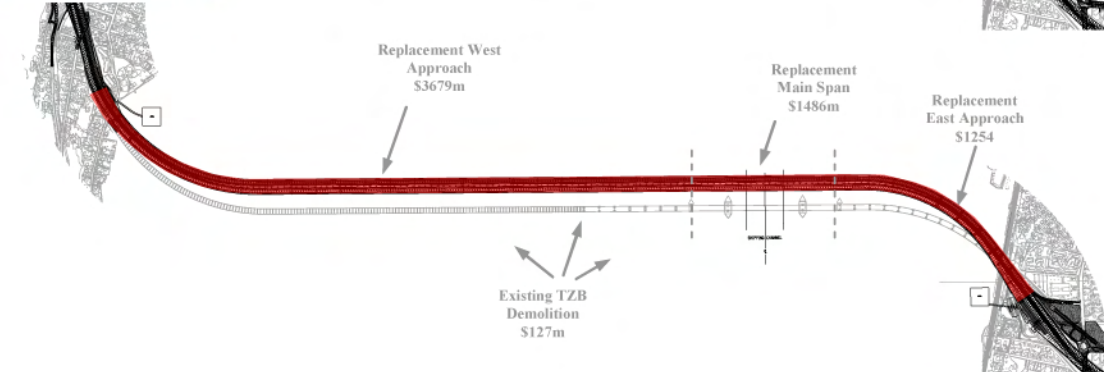 Replacement West
Approach
$3679m
Replacement
Main Span
$1486m
Replacement
East Approach
$1254
Existing TZB
Demolition
$127m